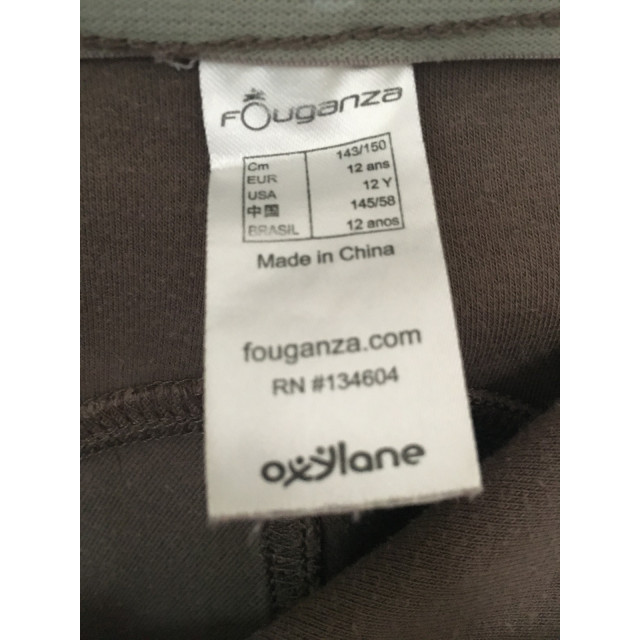 Fouganza
Cm 143/150
EUR 12 ans
USA 12 Y
中国 145/58
BRASIL 12 anos
Made in China
fouganza.com
RN #134604
oxylane